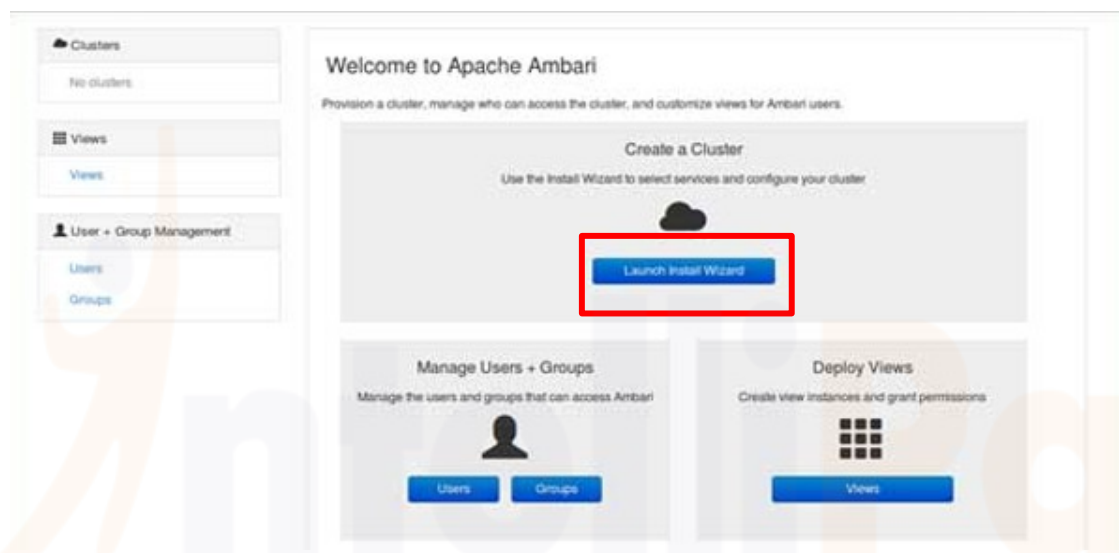 Clusters
No clusters
Views
Views
User + Group Management
Users
Groups
Welcome to Apache Ambari
Provision a cluster, manage who can access the cluster, and customize views for Ambari users.
Create a Cluster
Use the Install Wizard to select services and configure your cluster
Launch Install Wizard
Manage Users + Groups
Manage the users and groups that can access Ambari
Users
Groups
Deploy Views
Create view instances and grant permissions
Views